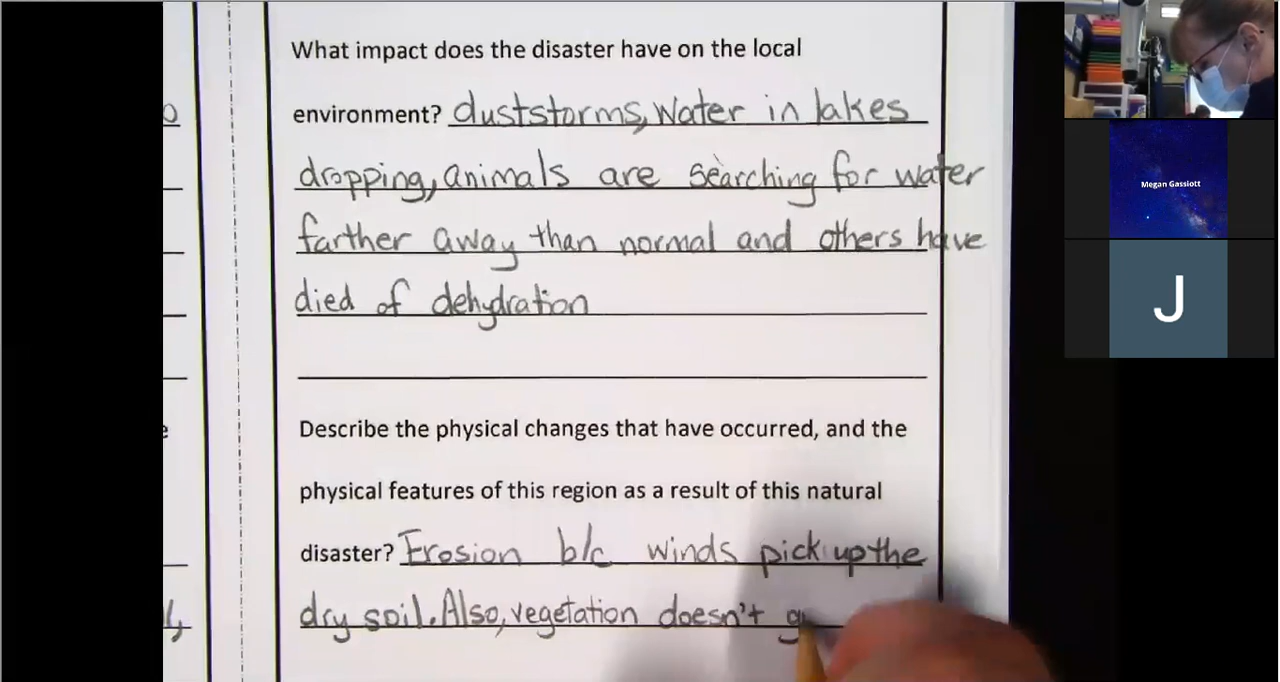 What impact does the disaster have on the local
environment? duststorms, Water in lakes
dropping, animals are searching for water
farther away than normal and others have
died of dehydration
Describe the physical changes that have occurred, and the
physical features of this region as a result of this natural
disaster? Erosion b/c winds pick up the
dry soil. Also, vegetation doesn't
Megan Gassiott
J